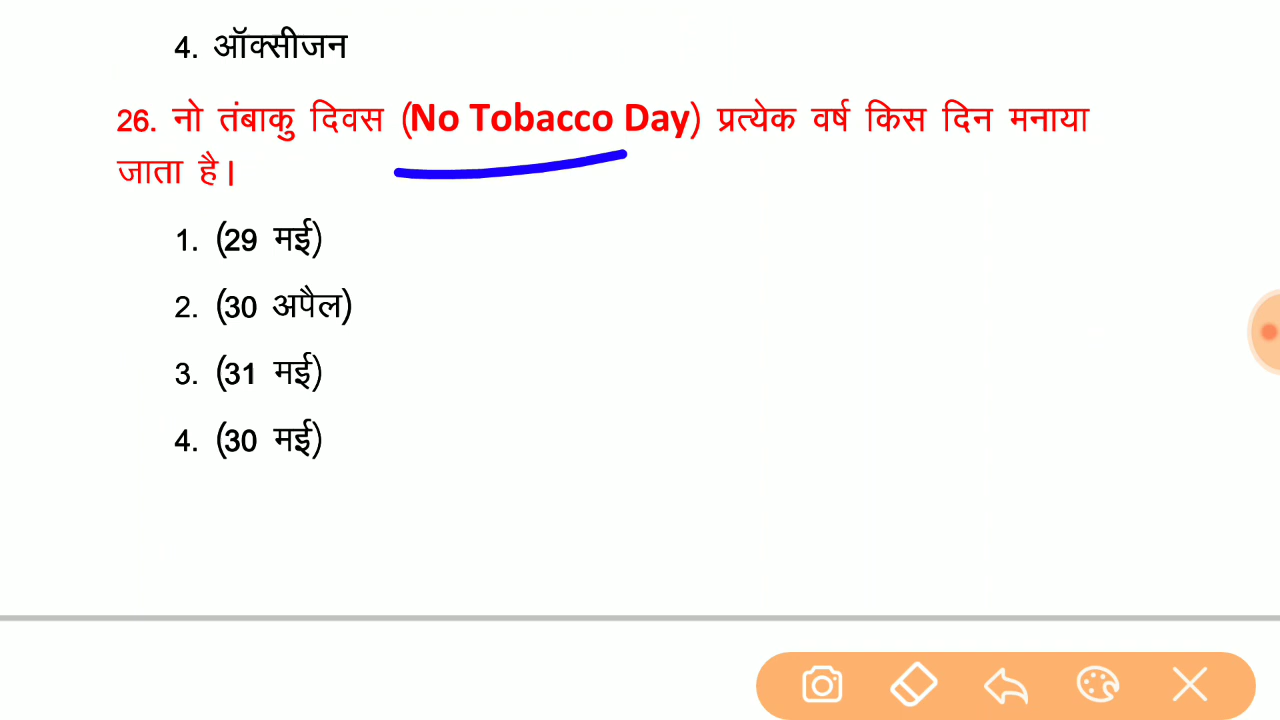 4. ऑक्सीजन
26. नो तंबाकु दिवस (No Tobacco Day) प्रत्येक वर्ष किस दिन मनाया
जाता है।
1. (29 मई)
2. (30 अपैल)
3. (31 मई)
4. (30 मई)